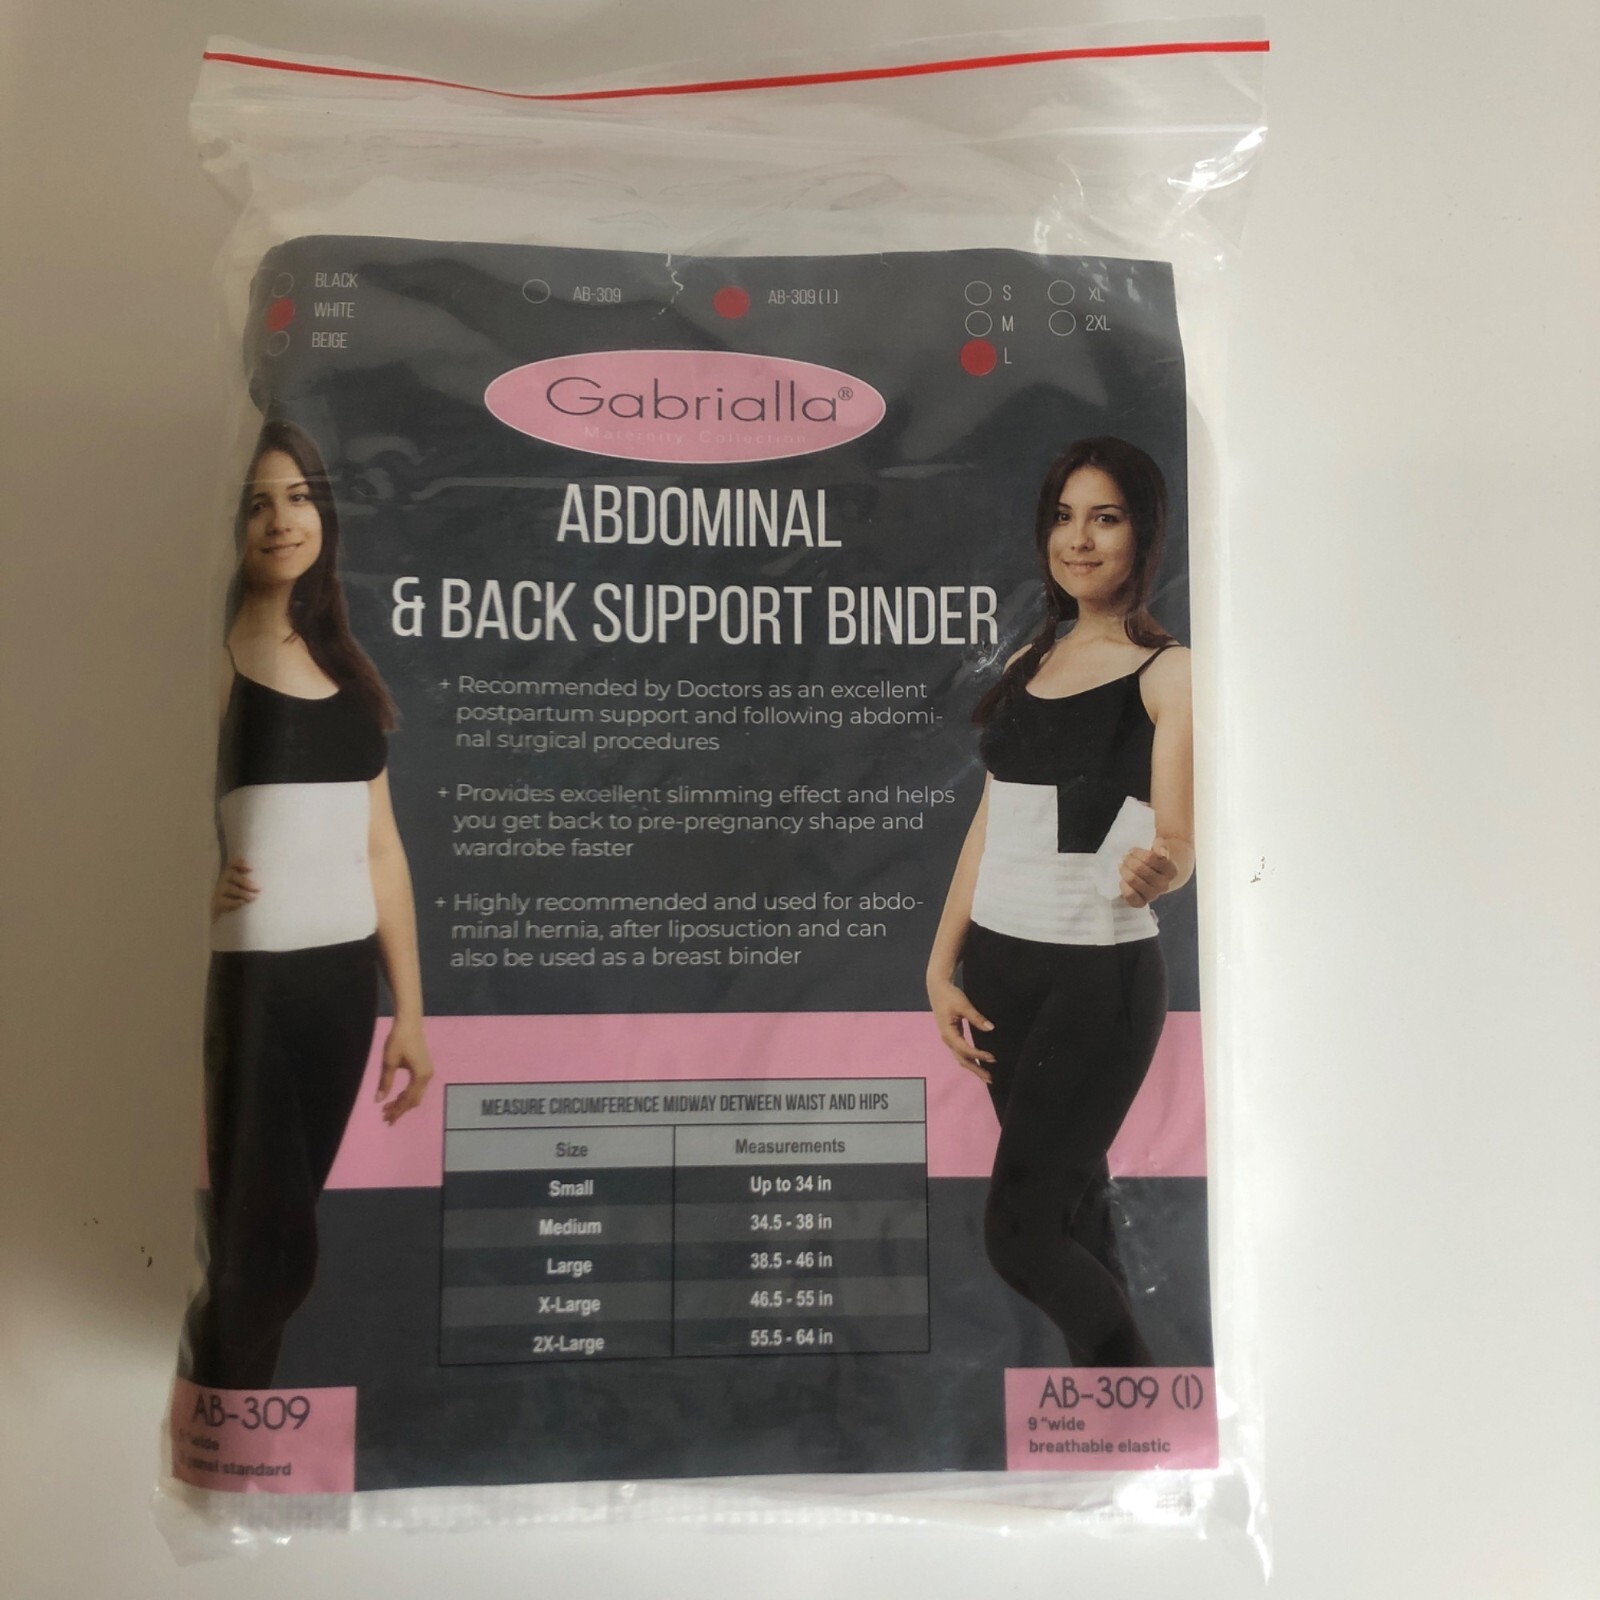 BLACK
WHITE
BEIGE
AB-309
AB-309 ( I )
S
M
L
XL
2XL
Gabrialla®
Maternity Collection
ABDOMINAL
& BACK SUPPORT BINDER
+ Recommended by Doctors as an excellent
postpartum support and following abdomi-
nal surgical procedures
+ Provides excellent slimming effect and helps
you get back to pre-pregnancy shape and
wardrobe faster
+ Highly recommended and used for abdo-
minal hernia, after liposuction and can
also be used as a breast binder
MEASURE CIRCUMFERENCE MIDWAY DETWEEN WAIST AND HIPS
Size Measurements
Small Up to 34 in
Medium 34.5 - 38 in
Large 38.5 - 46 in
X-Large 46.5 - 55 in
2X-Large 55.5 - 64 in
AB-309
wide
standard
AB-309 (I)
9 "wide
breathable elastic